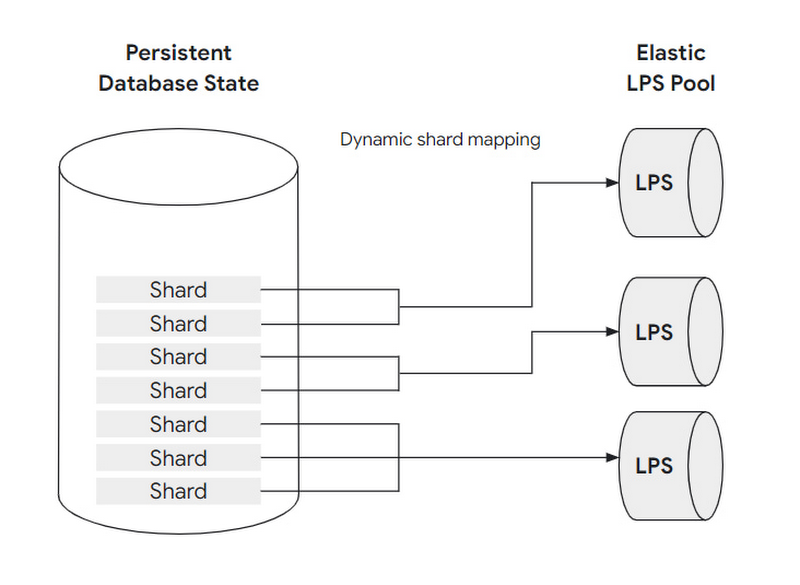 Persistent
Database State
Elastic
LPS Pool
Dynamic shard mapping
LPS
Shard
Shard
LPS
Shard
Shard
Shard
LPS
Shard
Shard